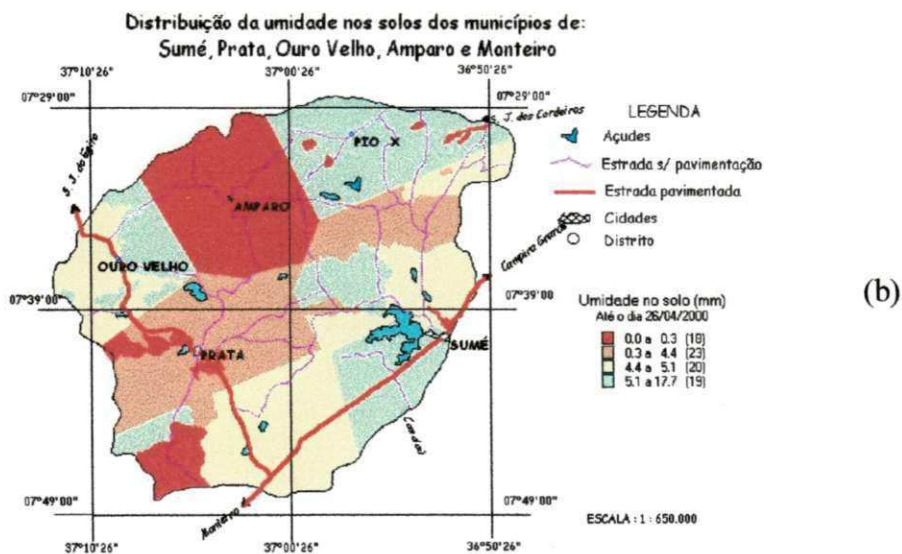 Distribuição da umidade nos solos dos municípios de:
Sumé, Prata, Ouro Velho, Amparo e Monteiro
37°10'26"
37°00'26"
36°50'26"
07°29'00"
07°29'00"
S. J. dos Cordeiros
PIO X
S. J. do Egito
AMPARO
OURO VELHO
Campina Grande
07°39'00"
07°39'00"
SUMÉ
PRATA
07°49'00"
07°49'00"
Monteiro
37°10'26"
37°00'26"
36°50'26"
LEGENDA
Açudes
Estrada s/ pavimentação
Estrada pavimentada
Cidades
Distrito
Umidade no solo (mm)
Até o dia 26/04/2000
0.0 a 0.3 (18)
0.3 a 4.4 (23)
4.4 a 5.1 (20)
5.1 a 17.7 (19)
ESCALA : 1 : 650.000
(b)